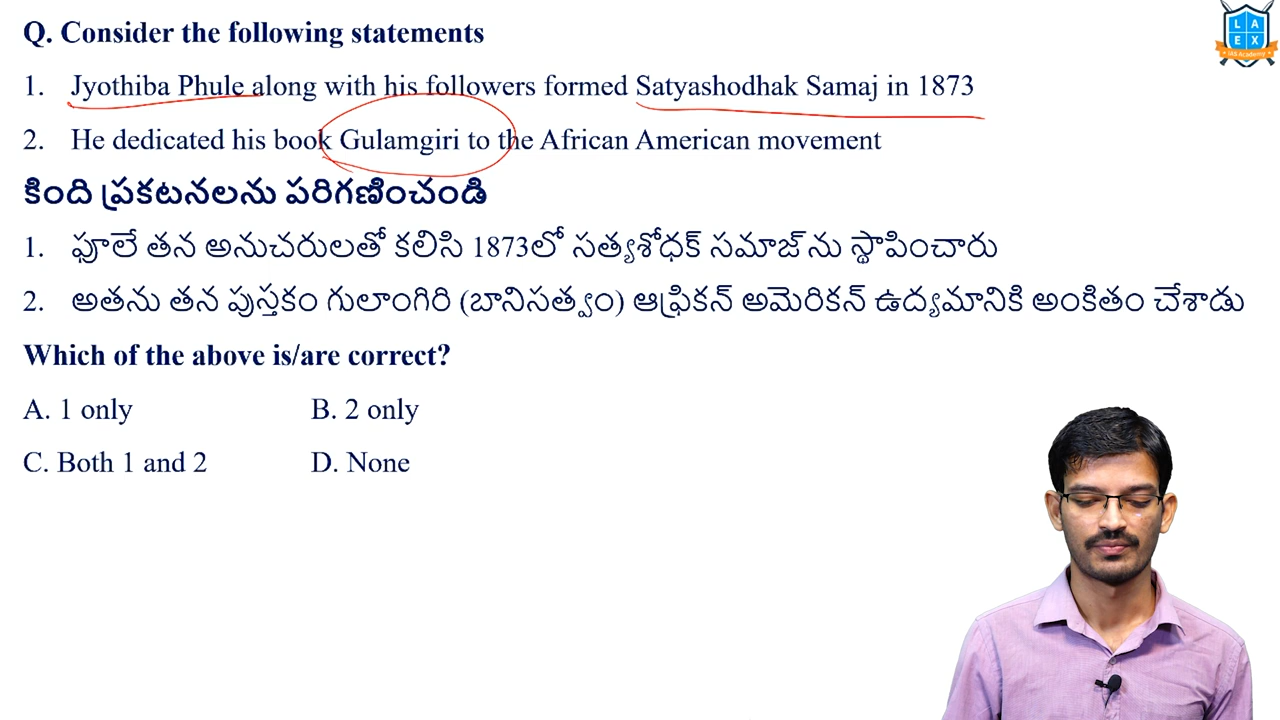 Q. Consider the following statements
1. Jyothiba Phule along with his followers formed Satyashodhak Samaj in 1873
2. He dedicated his book Gulamgiri to the African American movement
కింది ప్రకటనలను పరిగణించండి
1. ఫూలే తన అనుచరులతో కలిసి 1873లో సత్యశోధక్ సమాజ్‌ను స్థాపించారు
2. అతను తన పుస్తకం గులాంగిరి (బానిసత్వం) ఆఫ్రికన్ అమెరికన్ ఉద్యమానికి అంకితం చేశాడు
Which of the above is/are correct?
A. 1 only B. 2 only
C. Both 1 and 2 D. None
L A
E X
IAS Academy